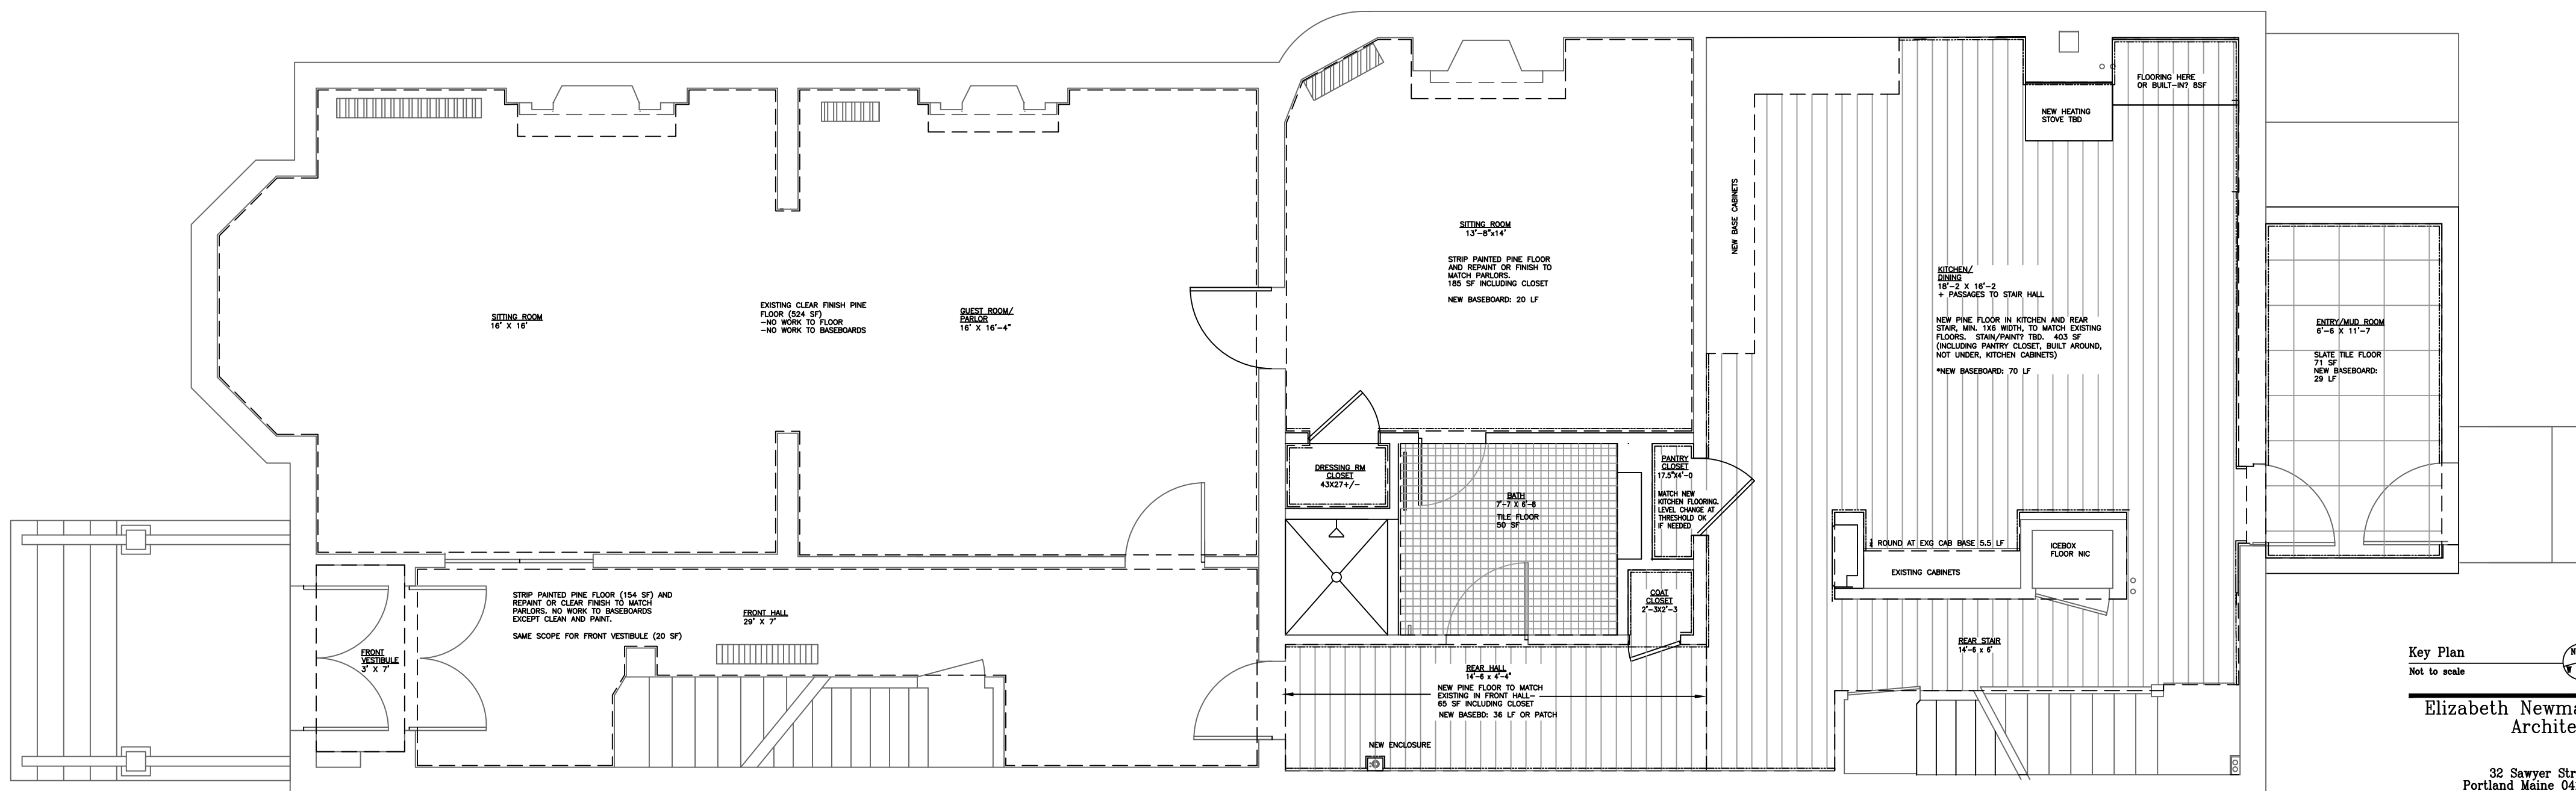 FLOORING HERE
OR BUILT-IN? 8SF
NEW HEATING
STOVE TBD
NEW BASE CABINETS
SITTING ROOM
13'-8"x14'
STRIP PAINTED PINE FLOOR
AND REPAINT OR FINISH TO
MATCH PARLORS.
185 SF INCLUDING CLOSET
NEW BASEBOARD: 20 LF
KITCHEN/
DINING
18'-2 X 16'-2
+ PASSAGES TO STAIR HALL
NEW PINE FLOOR IN KITCHEN AND REAR
STAIR, MIN. 1X6 WIDTH, TO MATCH EXISTING
FLOORS. STAIN/PAINT? TBD. 403 SF
(INCLUDING PANTRY CLOSET, BUILT AROUND,
NOT UNDER, KITCHEN CABINETS)
*NEW BASEBOARD: 70 LF
SITTING ROOM
16' X 16'
EXISTING CLEAR FINISH PINE
FLOOR (524 SF)
-NO WORK TO FLOOR
-NO WORK TO BASEBOARDS
GUEST ROOM/
PARLOR
16' X 16'-4"
ENTRY/MUD ROOM
6'-6 X 11'-7
SLATE TILE FLOOR
71 SF
NEW BASEBOARD:
29 LF
DRESSING RM
CLOSET
43X27+/-
BATH
7'-7 X 6'-8
TILE FLOOR
50 SF
PANTRY
CLOSET
17.5"X4'-0
MATCH NEW
KITCHEN FLOORING.
LEVEL CHANGE AT
THRESHOLD OK
IF NEEDED
ROUND AT EXG CAB BASE 5.5 LF
ICEBOX
FLOOR NIC
EXISTING CABINETS
COAT
CLOSET
2'-3X2'-3
STRIP PAINTED PINE FLOOR (154 SF) AND
REPAINT OR CLEAR FINISH TO MATCH
PARLORS. NO WORK TO BASEBOARDS
EXCEPT CLEAN AND PAINT.
SAME SCOPE FOR FRONT VESTIBULE (20 SF)
FRONT HALL
29' X 7'
FRONT
VESTIBULE
3' X 7'
REAR HALL
14'-6 x 4'-4"
NEW PINE FLOOR TO MATCH
EXISTING IN FRONT HALL-
65 SF INCLUDING CLOSET
NEW BASEBD: 36 LF OR PATCH
NEW ENCLOSURE
REAR STAIR
14'-6 x 6'
Key Plan
Not to scale
N
W
Elizabeth Newma
Archite
32 Sawyer Str
Portland Maine 04